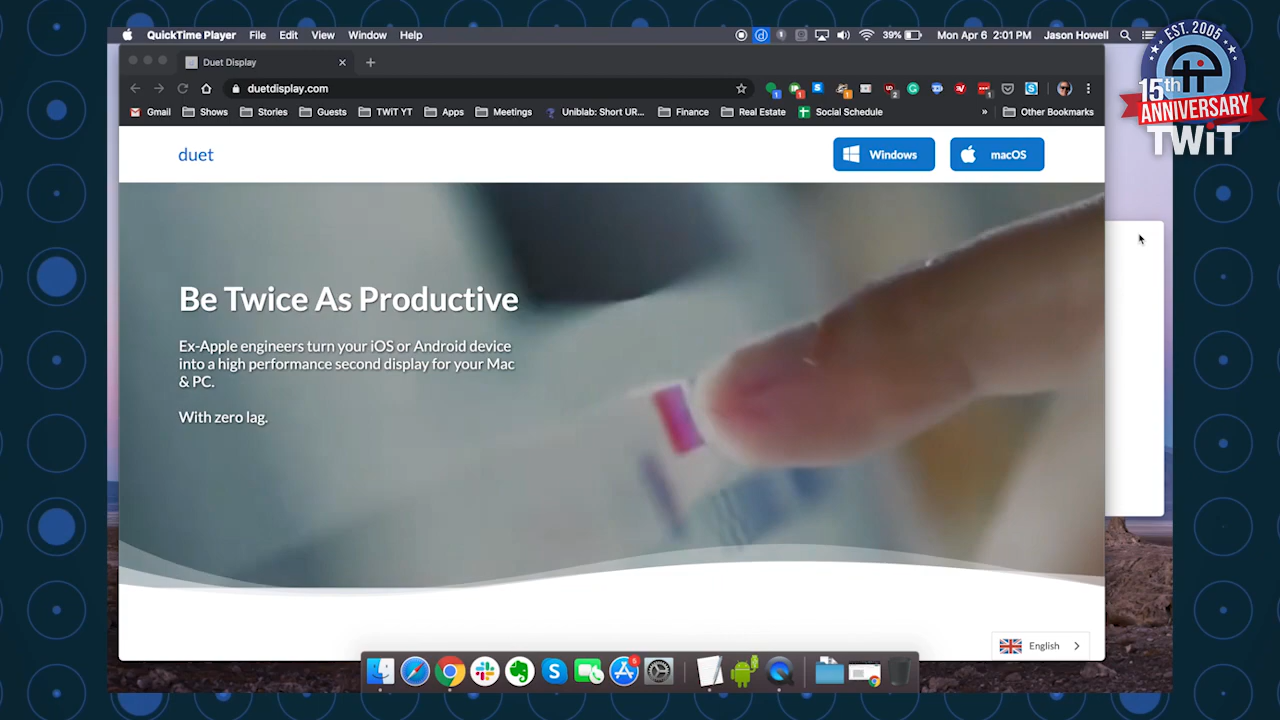 QuickTime Player File Edit View Window Help
39% Mon Apr 6 2:01 PM Jason Howell
EST. 2005
15th
ANNIVERSARY
TWiT
Duet Display
duetdisplay.com
Gmail Shows Stories Guests TWiT YT Apps Meetings Uniblab: Short UR... Finance Real Estate Social Schedule » Other Bookmarks
duet
Windows
macOS
Be Twice As Productive
Ex-Apple engineers turn your iOS or Android device
into a high performance second display for your Mac
& PC.
With zero lag.
English